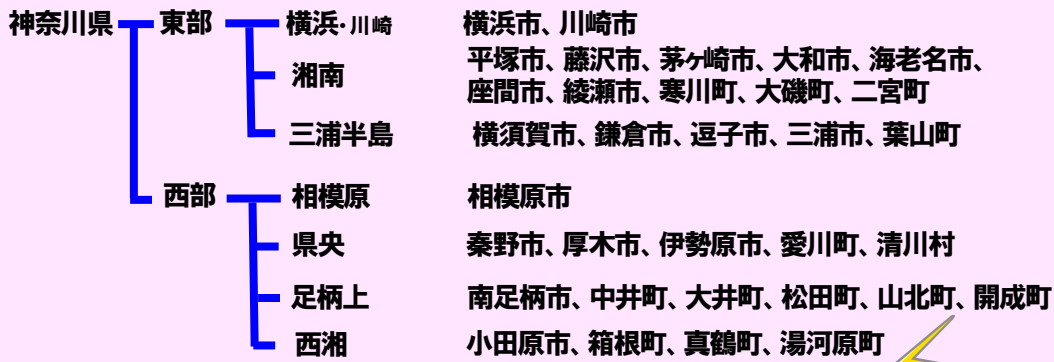 神奈川県 東部 横浜・川崎 横浜市、川崎市
湘南 平塚市、藤沢市、茅ヶ崎市、大和市、海老名市、
座間市、綾瀬市、寒川町、大磯町、二宮町
三浦半島 横須賀市、鎌倉市、逗子市、三浦市、葉山町
西部 相模原 相模原市
県央 秦野市、厚木市、伊勢原市、愛川町、清川村
足柄上 南足柄市、中井町、大井町、松田町、山北町、開成町
西湘 小田原市、箱根町、真鶴町、湯河原町